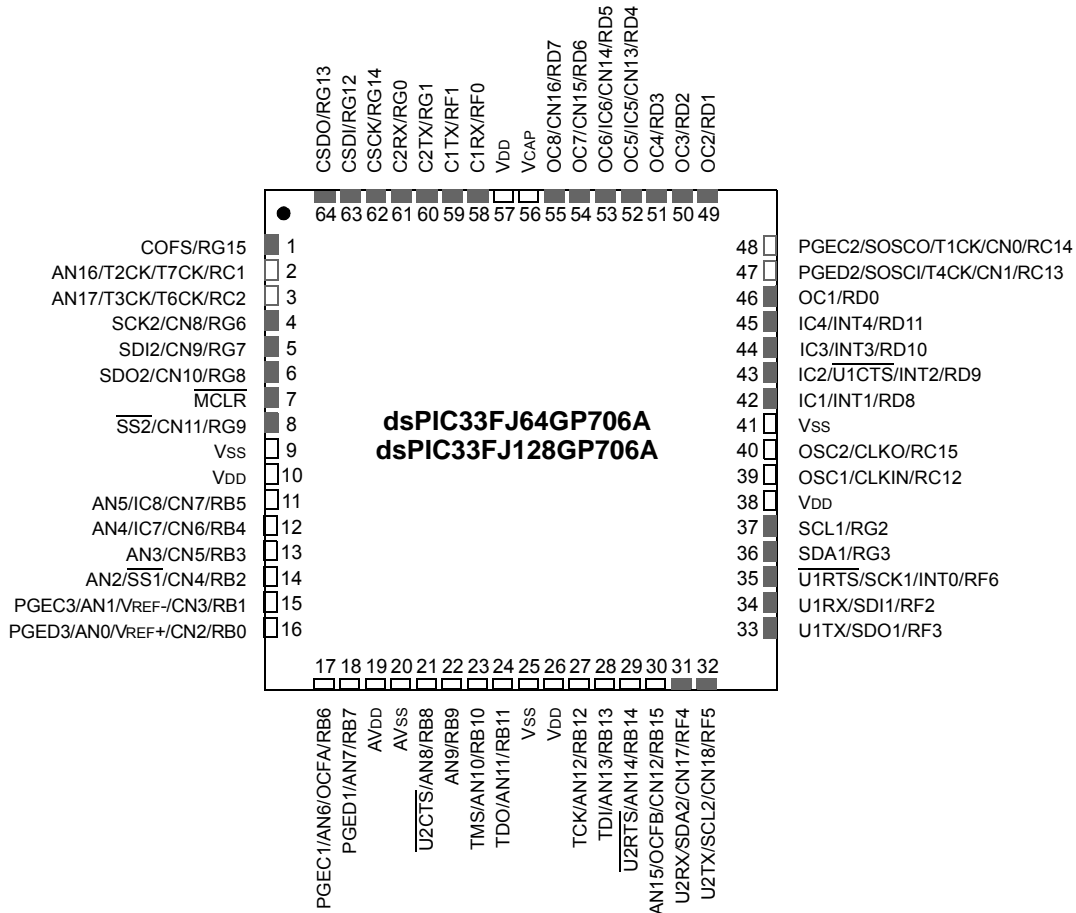 CSDO/RG13
CSDI/RG12
CSCK/RG14
C2RX/RG0
C2TX/RG1
C1TX/RF1
C1RX/RF0
VDD
VCAP
OC8/CN16/RD7
OC7/CN15/RD6
OC6/IC6/CN14/RD5
OC5/IC5/CN13/RD4
OC4/RD3
OC3/RD2
OC2/RD1
64 63 62 61 60 59 58 57 56 55 54 53 52 51 50 49
COFS/RG15 1
AN16/T2CK/T7CK/RC1 2
AN17/T3CK/T6CK/RC2 3
SCK2/CN8/RG6 4
SDI2/CN9/RG7 5
SDO2/CN10/RG8 6
MCLR 7
SS2/CN11/RG9 8
VSS 9
VDD 10
AN5/IC8/CN7/RB5 11
AN4/IC7/CN6/RB4 12
AN3/CN5/RB3 13
AN2/SS1/CN4/RB2 14
PGEC3/AN1/VREF-/CN3/RB1 15
PGED3/AN0/VREF+/CN2/RB0 16
dsPIC33FJ64GP706A
dsPIC33FJ128GP706A
48 PGEC2/SOSCO/T1CK/CN0/RC14
47 PGED2/SOSCI/T4CK/CN1/RC13
46 OC1/RD0
45 IC4/INT4/RD11
44 IC3/INT3/RD10
43 IC2/U1CTS/INT2/RD9
42 IC1/INT1/RD8
41 VSS
40 OSC2/CLKO/RC15
39 OSC1/CLKIN/RC12
38 VDD
37 SCL1/RG2
36 SDA1/RG3
35 U1RTS/SCK1/INT0/RF6
34 U1RX/SDI1/RF2
33 U1TX/SDO1/RF3
17 18 19 20 21 22 23 24 25 26 27 28 29 30 31 32
PGEC1/AN6/OCFA/RB6
PGED1/AN7/RB7
AVDD
AVSS
U2CTS/AN8/RB8
AN9/RB9
TMS/AN10/RB10
TDO/AN11/RB11
VSS
VDD
TCK/AN12/RB12
TDI/AN13/RB13
U2RTS/AN14/RB14
AN15/OCFB/CN12/RB15
U2RX/SDA2/CN17/RF4
U2TX/SCL2/CN18/RF5